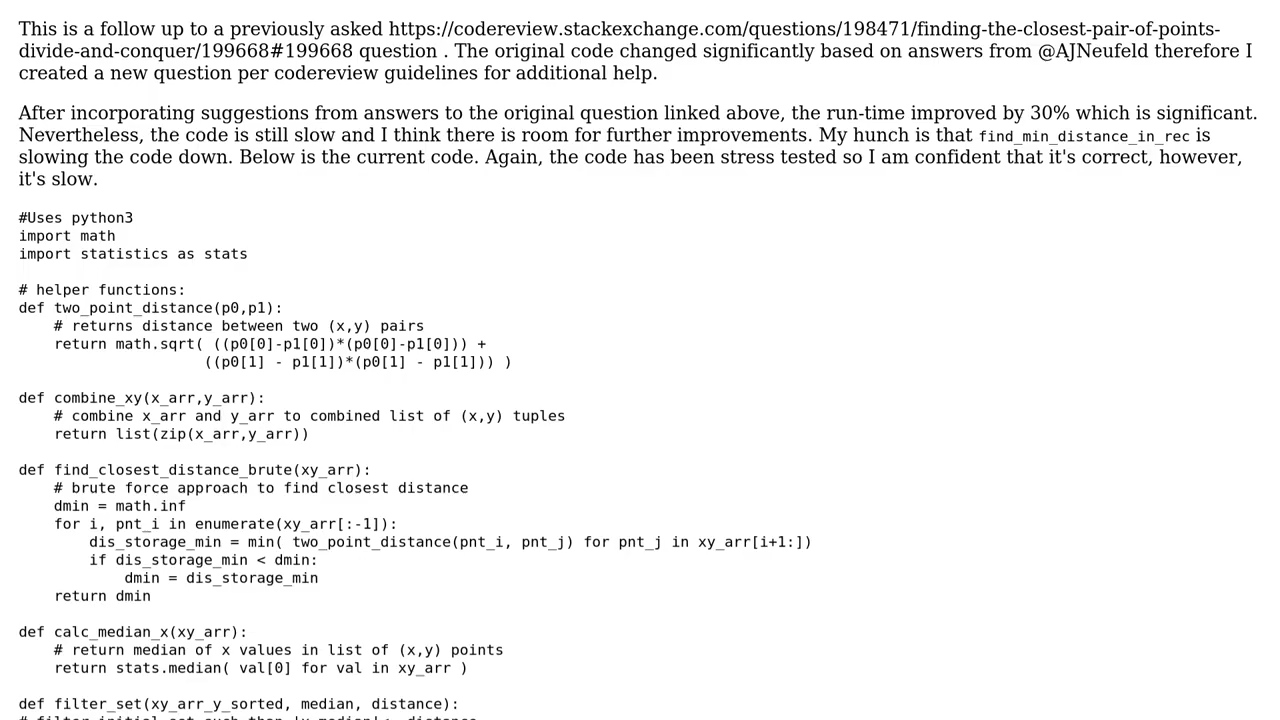 This is a follow up to a previously asked https://codereview.stackexchange.com/questions/198471/finding-the-closest-pair-of-points-
divide-and-conquer/199668#199668 question . The original code changed significantly based on answers from @AJNeufeld therefore I
created a new question per codereview guidelines for additional help.
After incorporating suggestions from answers to the original question linked above, the run-time improved by 30% which is significant.
Nevertheless, the code is still slow and I think there is room for further improvements. My hunch is that find_min_distance_in_rec is
slowing the code down. Below is the current code. Again, the code has been stress tested so I am confident that it's correct, however,
it's slow.
#Uses python3
import math
import statistics as stats
# helper functions:
def two_point_distance(p0,p1):
    # returns distance between two (x,y) pairs
    return math.sqrt( ((p0[0]-p1[0])*(p0[0]-p1[0])) +
                     ((p0[1] - p1[1])*(p0[1] - p1[1])) )
def combine_xy(x_arr,y_arr):
    # combine x_arr and y_arr to combined list of (x,y) tuples
    return list(zip(x_arr,y_arr))
def find_closest_distance_brute(xy_arr):
    # brute force approach to find closest distance
    dmin = math.inf
    for i, pnt_i in enumerate(xy_arr[:-1]):
        dis_storage_min = min( two_point_distance(pnt_i, pnt_j) for pnt_j in xy_arr[i+1:])
        if dis_storage_min < dmin:
            dmin = dis_storage_min
    return dmin
def calc_median_x(xy_arr):
    # return median of x values in list of (x,y) points
    return stats.median( val[0] for val in xy_arr )
def filter_set(xy_arr_y_sorted, median, distance):